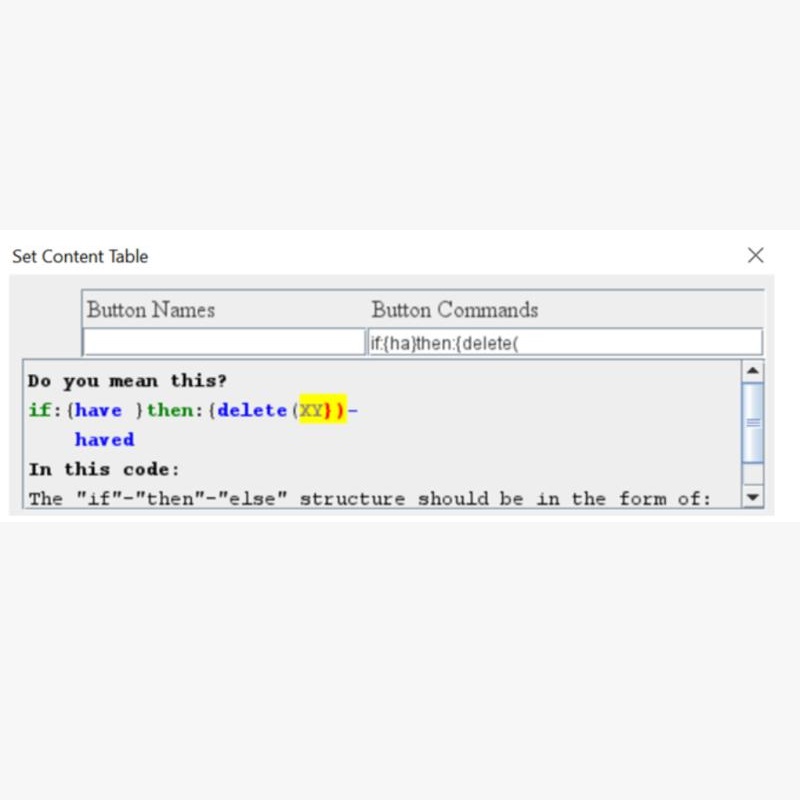 Set Content Table
Button Names Button Commands
if:{ha}then:{delete(
Do you mean this?
if:{have }then:{delete(XY})-
haved
In this code:
The "if"-"then"-"else" structure should be in the form of: